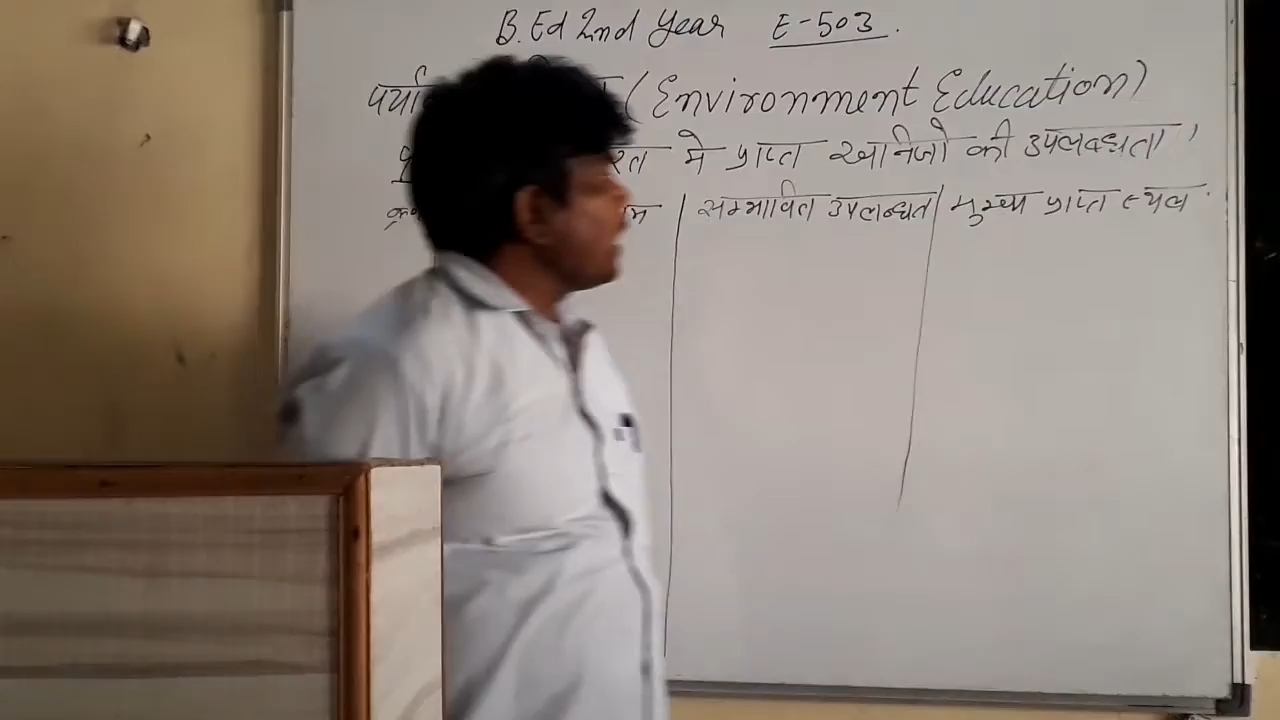 B.Ed 2nd Year E-503.
(Environment Education)
मे प्राप्त खनिजो की उपलब्धता
सम्भावित उपलब्धत मुख्य प्राप्त स्थल